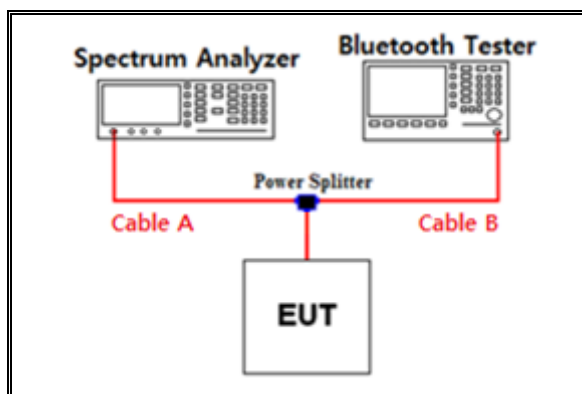 Spectrum Analyzer
Bluetooth Tester
Power Splitter
Cable A
Cable B
EUT